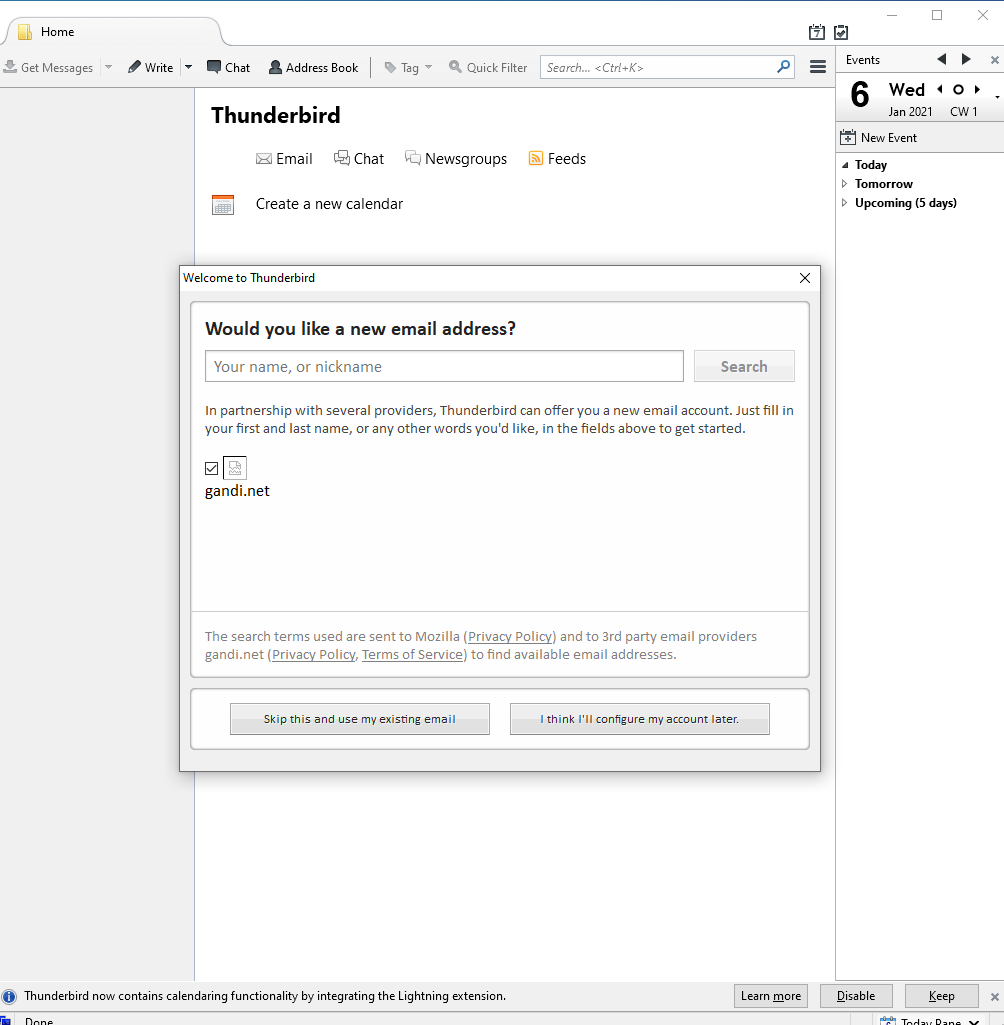 Home
7
Get Messages
Write
Chat
Address Book
Tag
Quick Filter
Search... <Ctrl+K>
Events
6
Wed
Jan 2021
CW 1
New Event
Today
Tomorrow
Upcoming (5 days)
Thunderbird
Email
Chat
Newsgroups
Feeds
Create a new calendar
Welcome to Thunderbird
Would you like a new email address?
Your name, or nickname
Search
In partnership with several providers, Thunderbird can offer you a new email account. Just fill in
your first and last name, or any other words you'd like, in the fields above to get started.
gandi.net
The search terms used are sent to Mozilla (Privacy Policy) and to 3rd party email providers
gandi.net (Privacy Policy, Terms of Service) to find available email addresses.
Skip this and use my existing email
I think I'll configure my account later.
Thunderbird now contains calendaring functionality by integrating the Lightning extension.
Learn more
Disable
Keep
Done
Today Pane